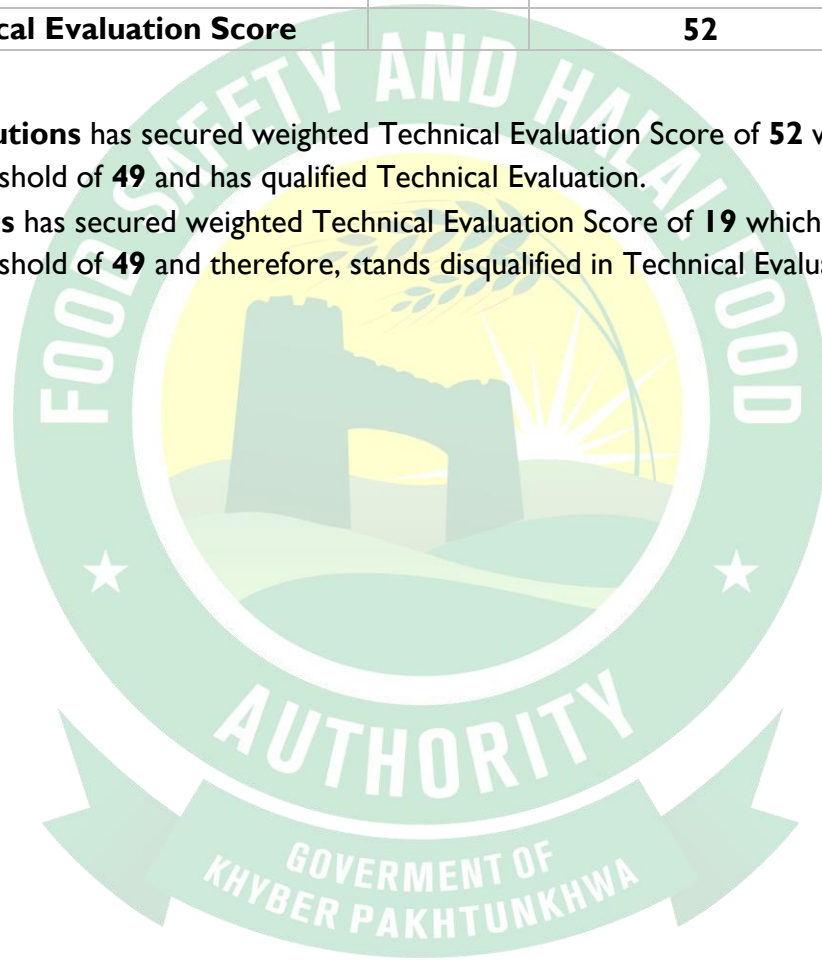 cal Evaluation Score 52
utions has secured weighted Technical Evaluation Score of 52
shold of 49 and has qualified Technical Evaluation.
s has secured weighted Technical Evaluation Score of 19 which
shold of 49 and therefore, stands disqualified in Technical Evalua
FOOD SAFETY AND HALAL FOOD
AUTHORITY
GOVERMENT OF
KHYBER PAKHTUNKHWA